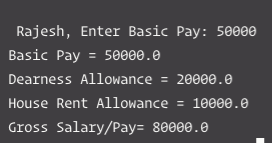 Rajesh, Enter Basic Pay: 50000
Basic Pay = 50000.0
Dearness Allowance = 20000.0
House Rent Allowance = 10000.0
Gross Salary/Pay= 80000.0